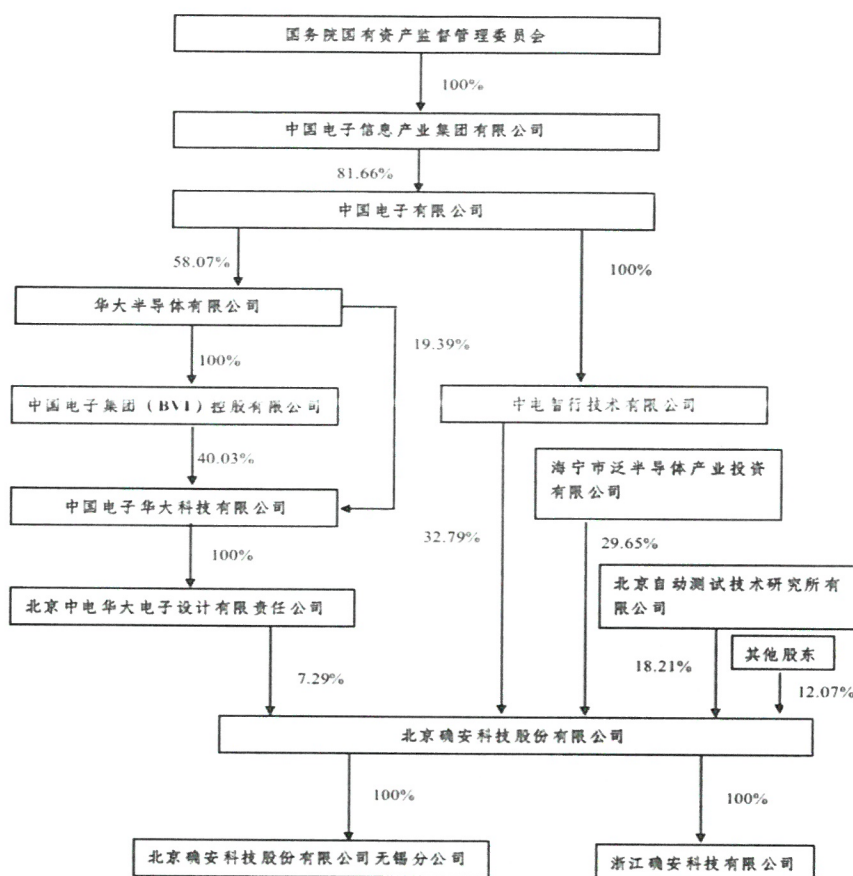 国务院国有资产监督管理委员会
100%
中国电子信息产业集团有限公司
81.66%
中国电子有限公司
58.07%
100%
华大半导体有限公司
19.39%
100%
中国电子集团（BVI）控股有限公司
中电智行技术有限公司
40.03%
海宁市泛半导体产业投资
有限公司
中国电子华大科技有限公司
32.79%
29.65%
100%
北京自动测试技术研究所有
限公司
北京中电华大电子设计有限责任公司
其他股东
7.29%
18.21%
12.07%
北京确安科技股份有限公司
100%
100%
北京确安科技股份有限公司无锡分公司
浙江确安科技有限公司